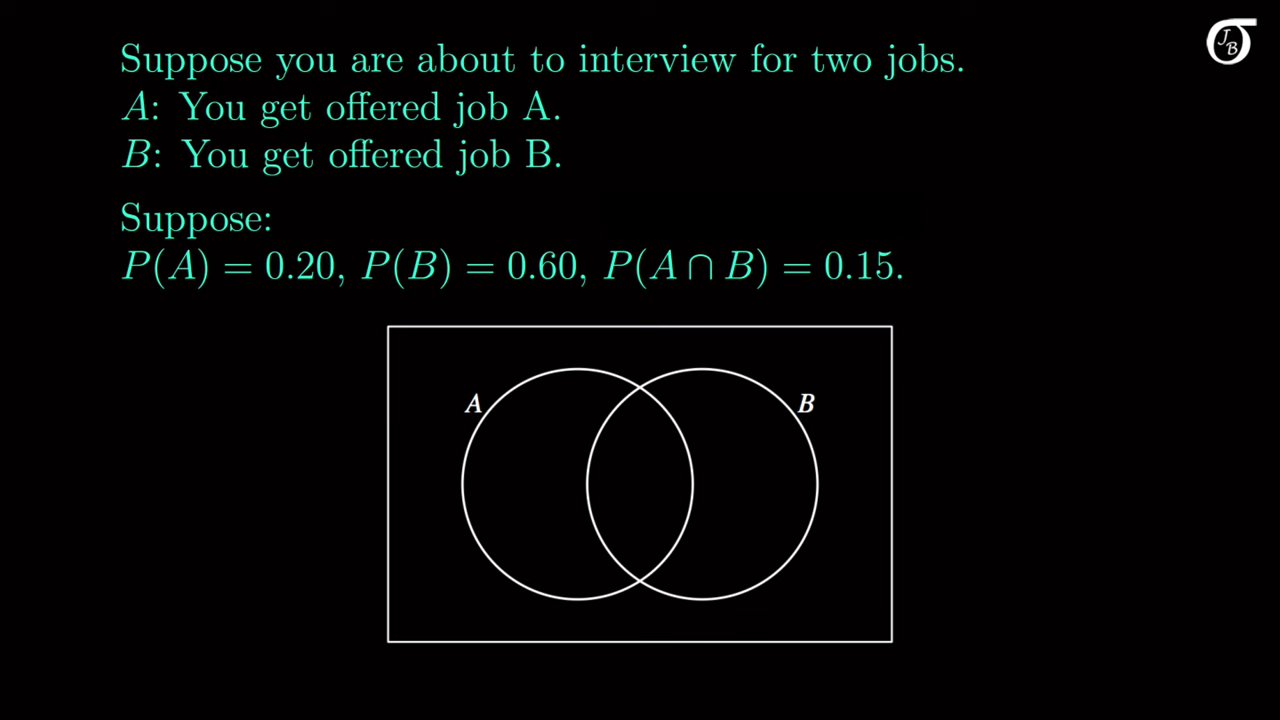 Suppose you are about to interview for two jobs.
A: You get offered job A.
B: You get offered job B.
Suppose:
P(A) = 0.20, P(B) = 0.60, P(A ∩ B) = 0.15.
A
B
JB